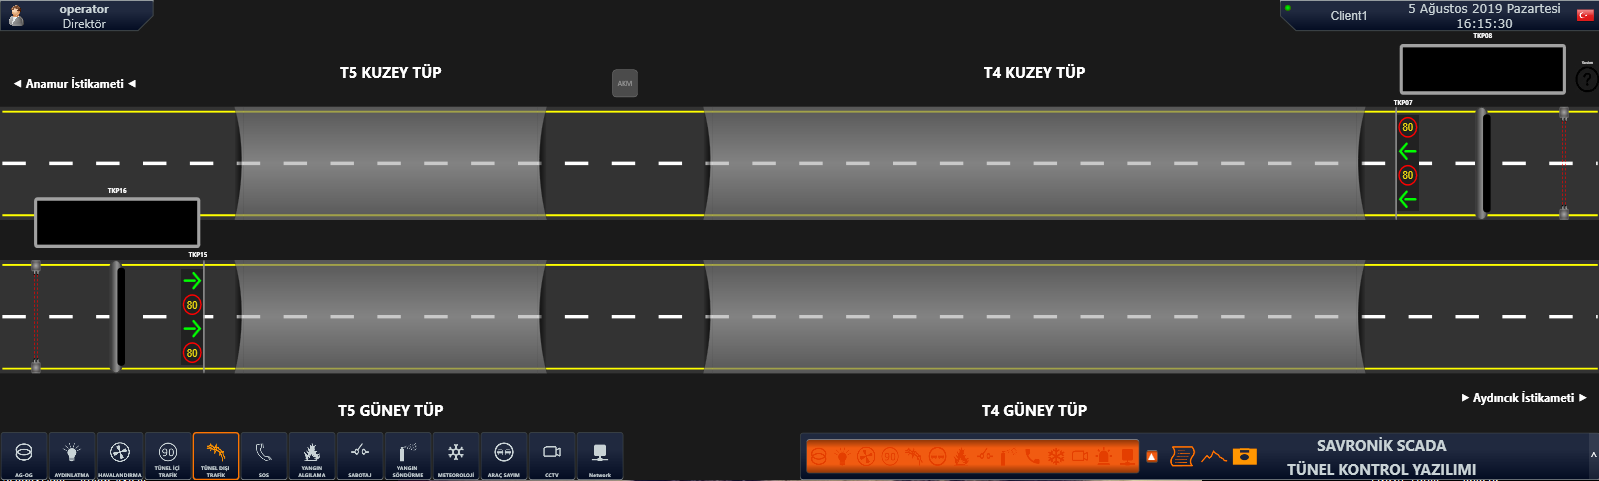 operator
Direktör
Client1
5 Ağustos 2019 Pazartesi
16:15:30
TKP08
T5 KUZEY TÜP
T4 KUZEY TÜP
◄ Anamur İstikameti ◄
AKIM
?
TKP07
80
80
TKP16
TKP15
80
80
► Aydıncık İstikameti ►
T5 GÜNEY TÜP
T4 GÜNEY TÜP
90
AG-OG
AYDINLATMA
HAVALANDIRMA
TÜNEL İÇİ TRAFİK
TÜNEL DIŞI TRAFİK
SOS
YANGIN ALGILAMA
SABOTAJ
YANGIN SÖNDÜRME
METEOROLOJİ
ARAÇ SAYIM
CCTV
Network
90
SAVRONİK SCADA
TÜNEL KONTROL YAZILIMI